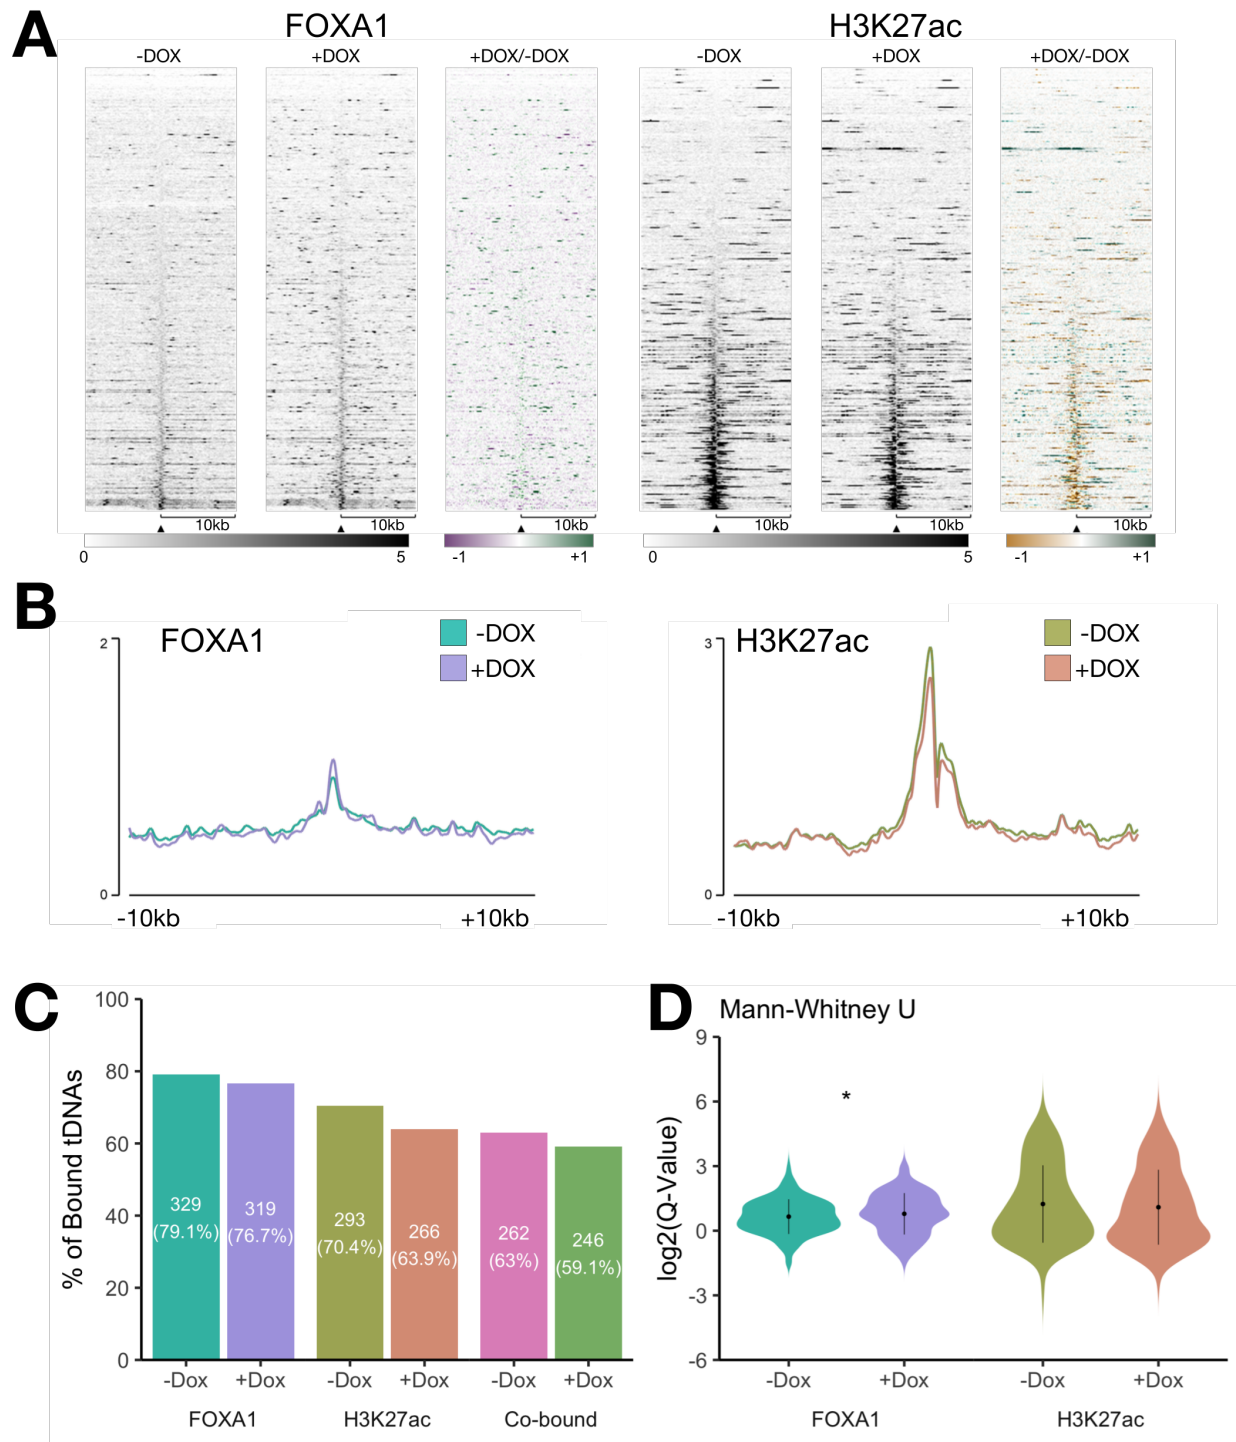 A
FOXA1
H3K27ac
-DOX
+DOX
+DOX/-DOX
-DOX
+DOX
+DOX/-DOX
10kb
10kb
10kb
10kb
10kb
10kb
0
5
-1
+1
0
5
-1
+1
B
2
FOXA1
-DOX
+DOX
0
-10kb
+10kb
3
H3K27ac
-DOX
+DOX
0
-10kb
+10kb
C
% of Bound tDNAs
100
80
60
40
20
0
329
(79.1%)
319
(76.7%)
293
(70.4%)
266
(63.9%)
262
(63%)
246
(59.1%)
-Dox
+Dox
-Dox
+Dox
-Dox
+Dox
FOXA1
H3K27ac
Co-bound
D
Mann-Whitney U
log2(Q-Value)
9
6
3
0
-3
-6
*
-Dox
+Dox
-Dox
+Dox
FOXA1
H3K27ac